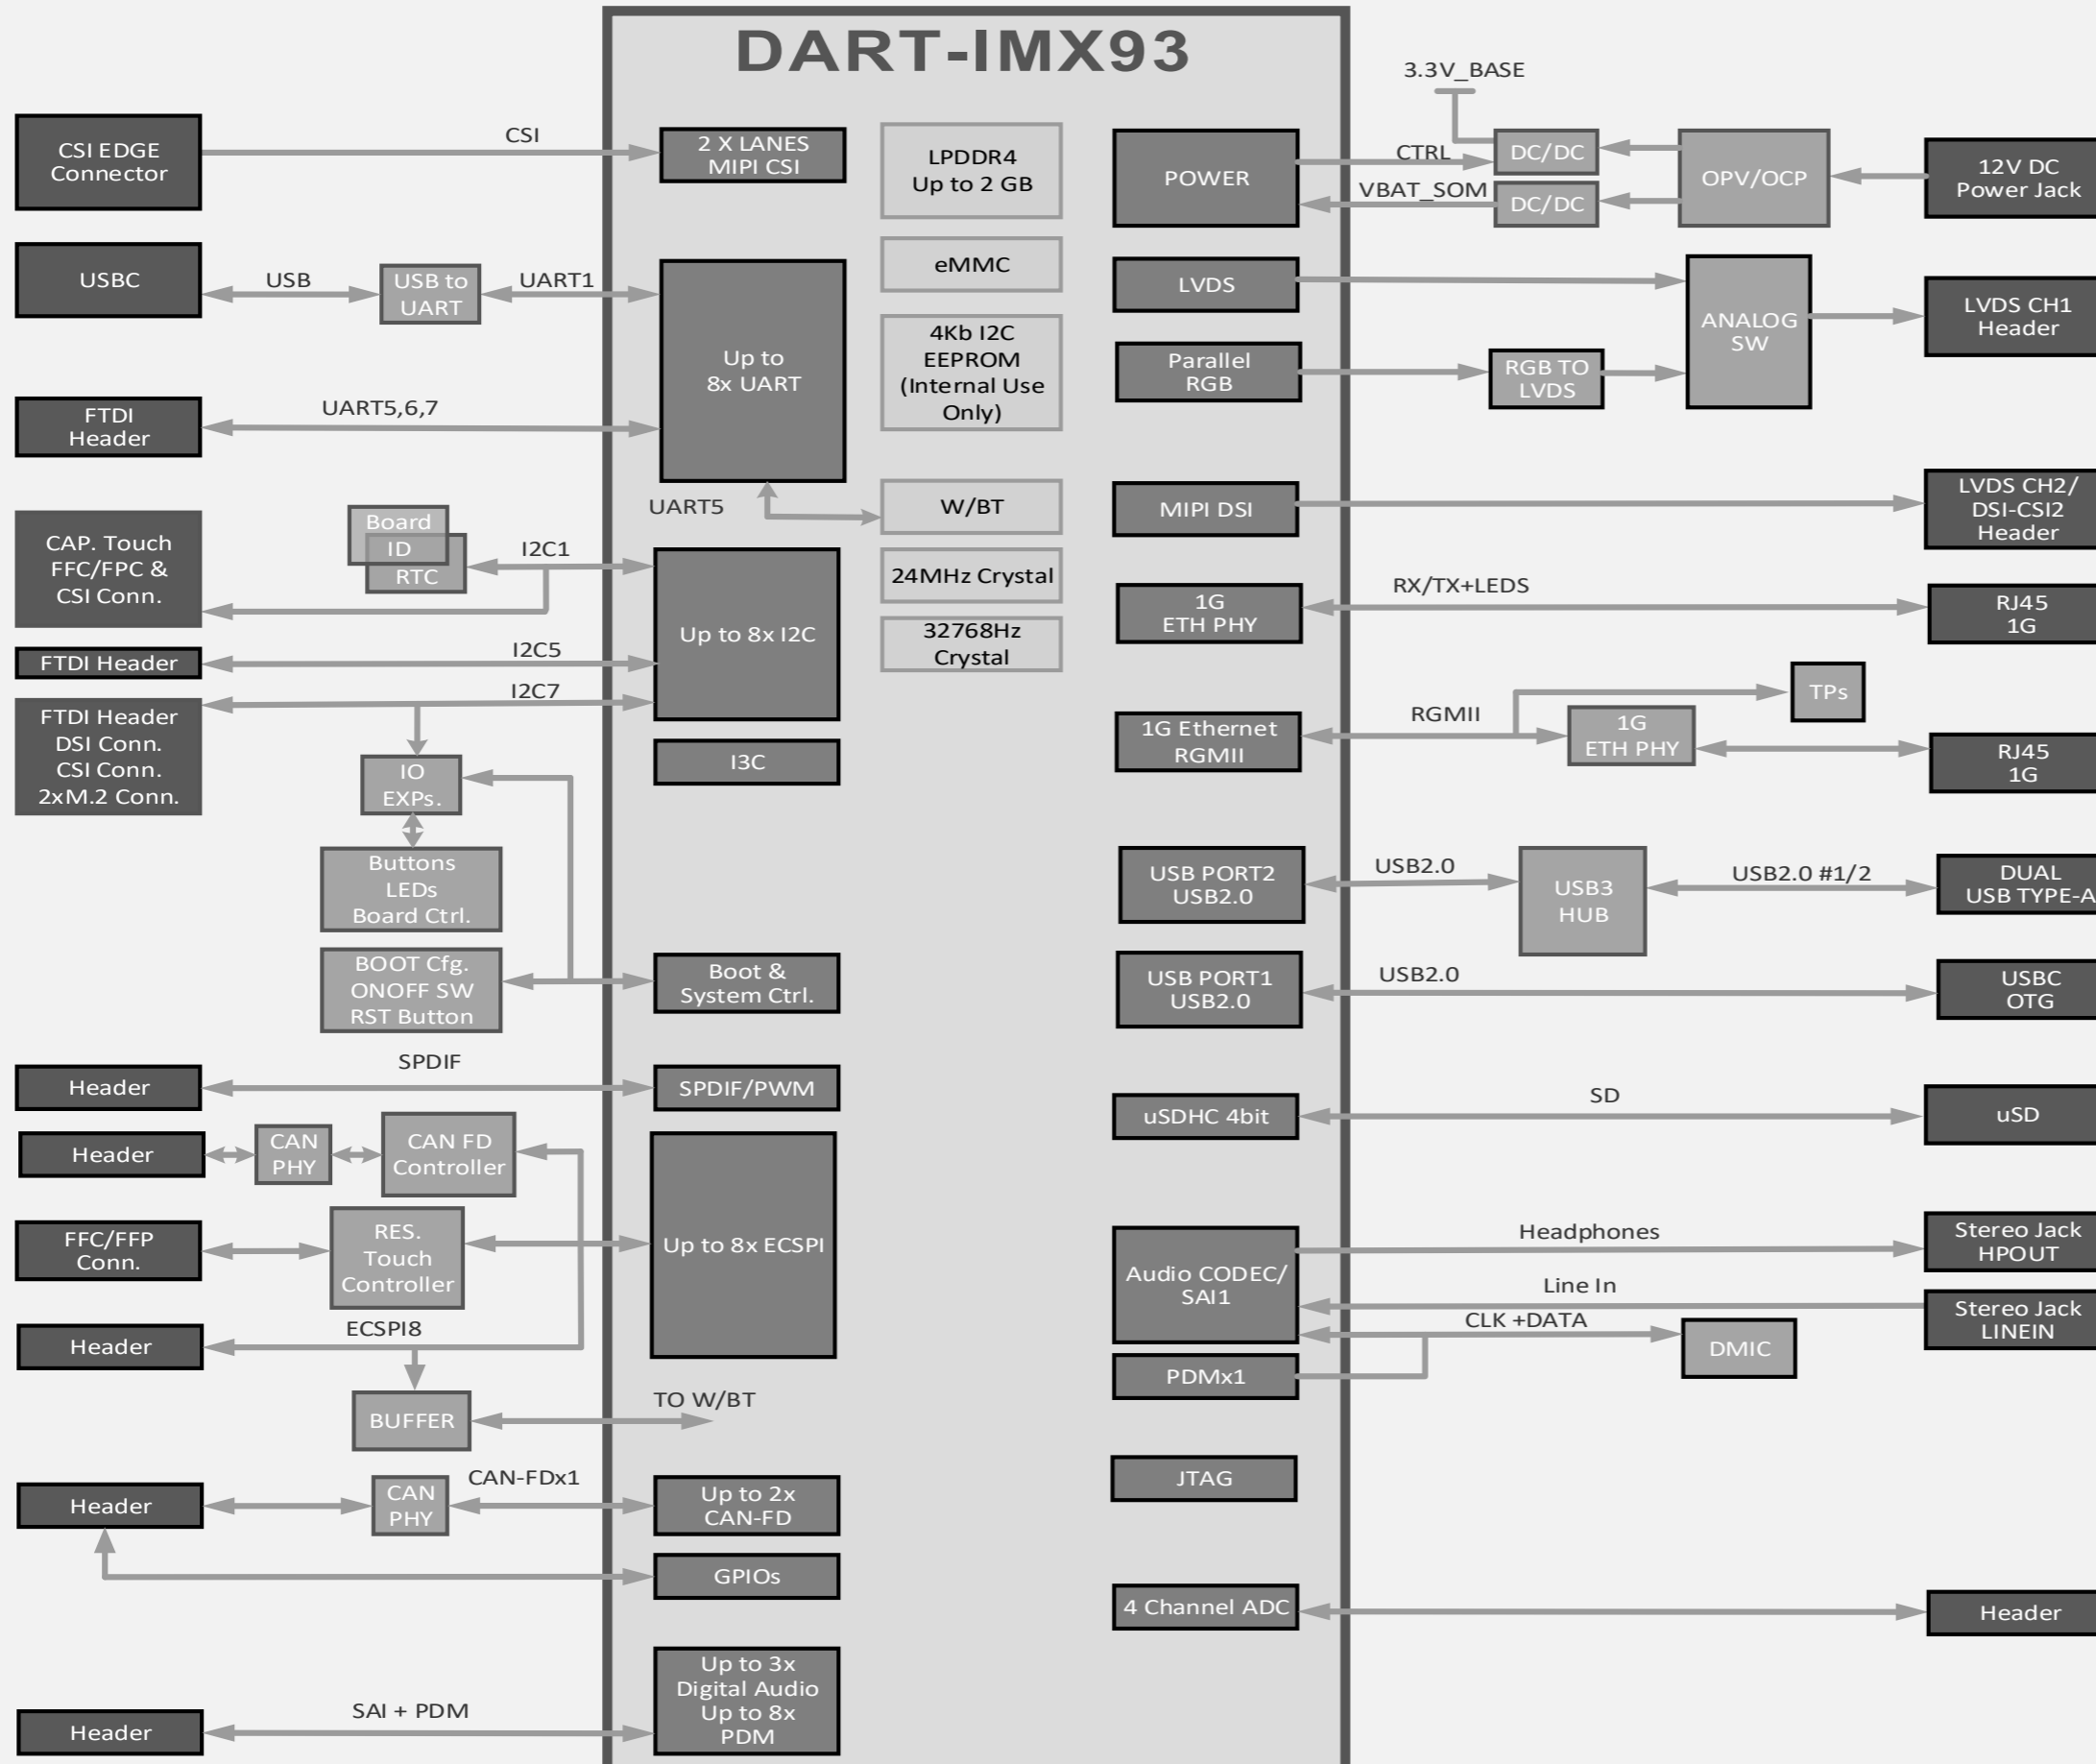 DART-IMX93
3.3V_BASE
CSI EDGE
Connector
CSI
2 X LANES
MIPI CSI
LPDDR4
Up to 2 GB
POWER
CTRL
VBAT_SOM
DC/DC
DC/DC
OPV/OCP
12V DC
Power Jack
USBC
USB
USB to
UART
UART1
Up to
8x UART
eMMC
LVDS
ANALOG
SW
LVDS CH1
Header
4Kb I2C
EEPROM
(Internal Use
Only)
Parallel
RGB
RGB TO
LVDS
FTDI
Header
UART5,6,7
UART5
W/BT
MIPI DSI
LVDS CH2/
DSI-CSI2
Header
CAP. Touch
FFC/FPC &
CSI Conn.
Board
ID
RTC
I2C1
Up to 8x I2C
24MHz Crystal
32768Hz
Crystal
1G
ETH PHY
RX/TX+LEDS
RJ45
1G
FTDI Header
I2C5
I2C7
FTDI Header
DSI Conn.
CSI Conn.
2xM.2 Conn.
IO
EXPs.
I3C
1G Ethernet
RGMII
RGMII
TPs
1G
ETH PHY
RJ45
1G
Buttons
LEDs
Board Ctrl.
USB PORT2
USB2.0
USB2.0
USB3
HUB
USB2.0 #1/2
DUAL
USB TYPE-A
BOOT Cfg.
ONOFF SW
RST Button
Boot &
System Ctrl.
USB PORT1
USB2.0
USB2.0
USBC
OTG
Header
SPDIF
SPDIF/PWM
uSDHC 4bit
SD
uSD
Header
CAN
PHY
CAN FD
Controller
Up to 8x ECSPI
FFC/FFP
Conn.
RES.
Touch
Controller
Audio CODEC/
SAI1
Headphones
Stereo Jack
HPOUT
Line In
Stereo Jack
LINEIN
CLK +DATA
DMIC
Header
ECSPI8
PDMx1
BUFFER
TO W/BT
Header
CAN
PHY
CAN-FDx1
Up to 2x
CAN-FD
JTAG
GPIOs
4 Channel ADC
Header
Header
SAI + PDM
Up to 3x
Digital Audio
Up to 8x
PDM